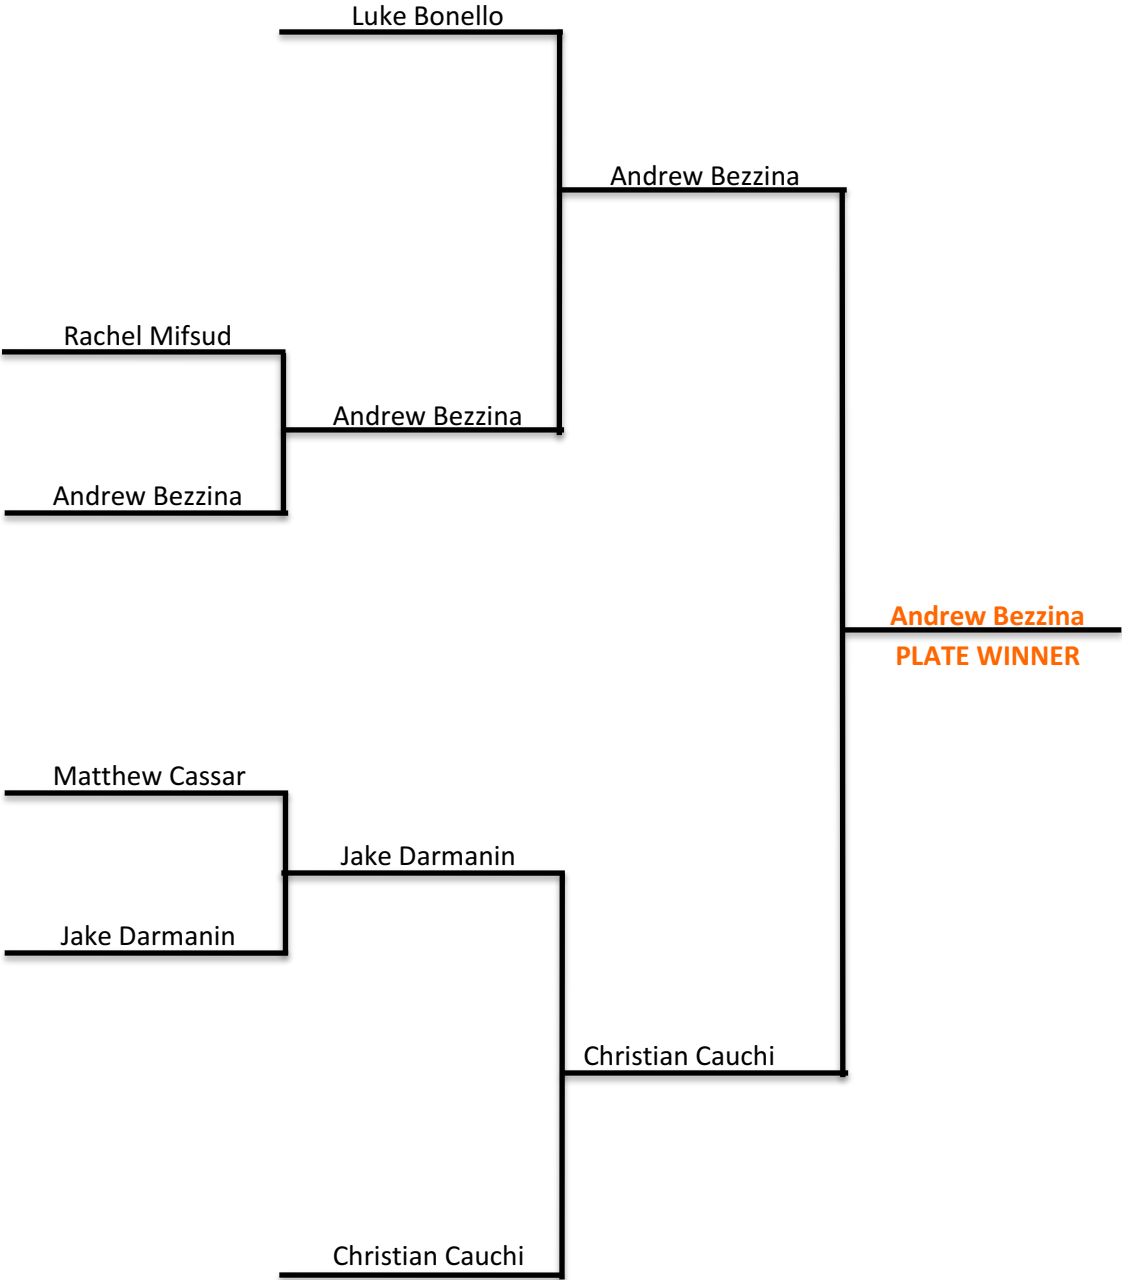 Luke Bonello
Andrew Bezzina
Rachel Mifsud
Andrew Bezzina
Andrew Bezzina
Andrew Bezzina
PLATE WINNER
Matthew Cassar
Jake Darmanin
Jake Darmanin
Christian Cauchi
Christian Cauchi